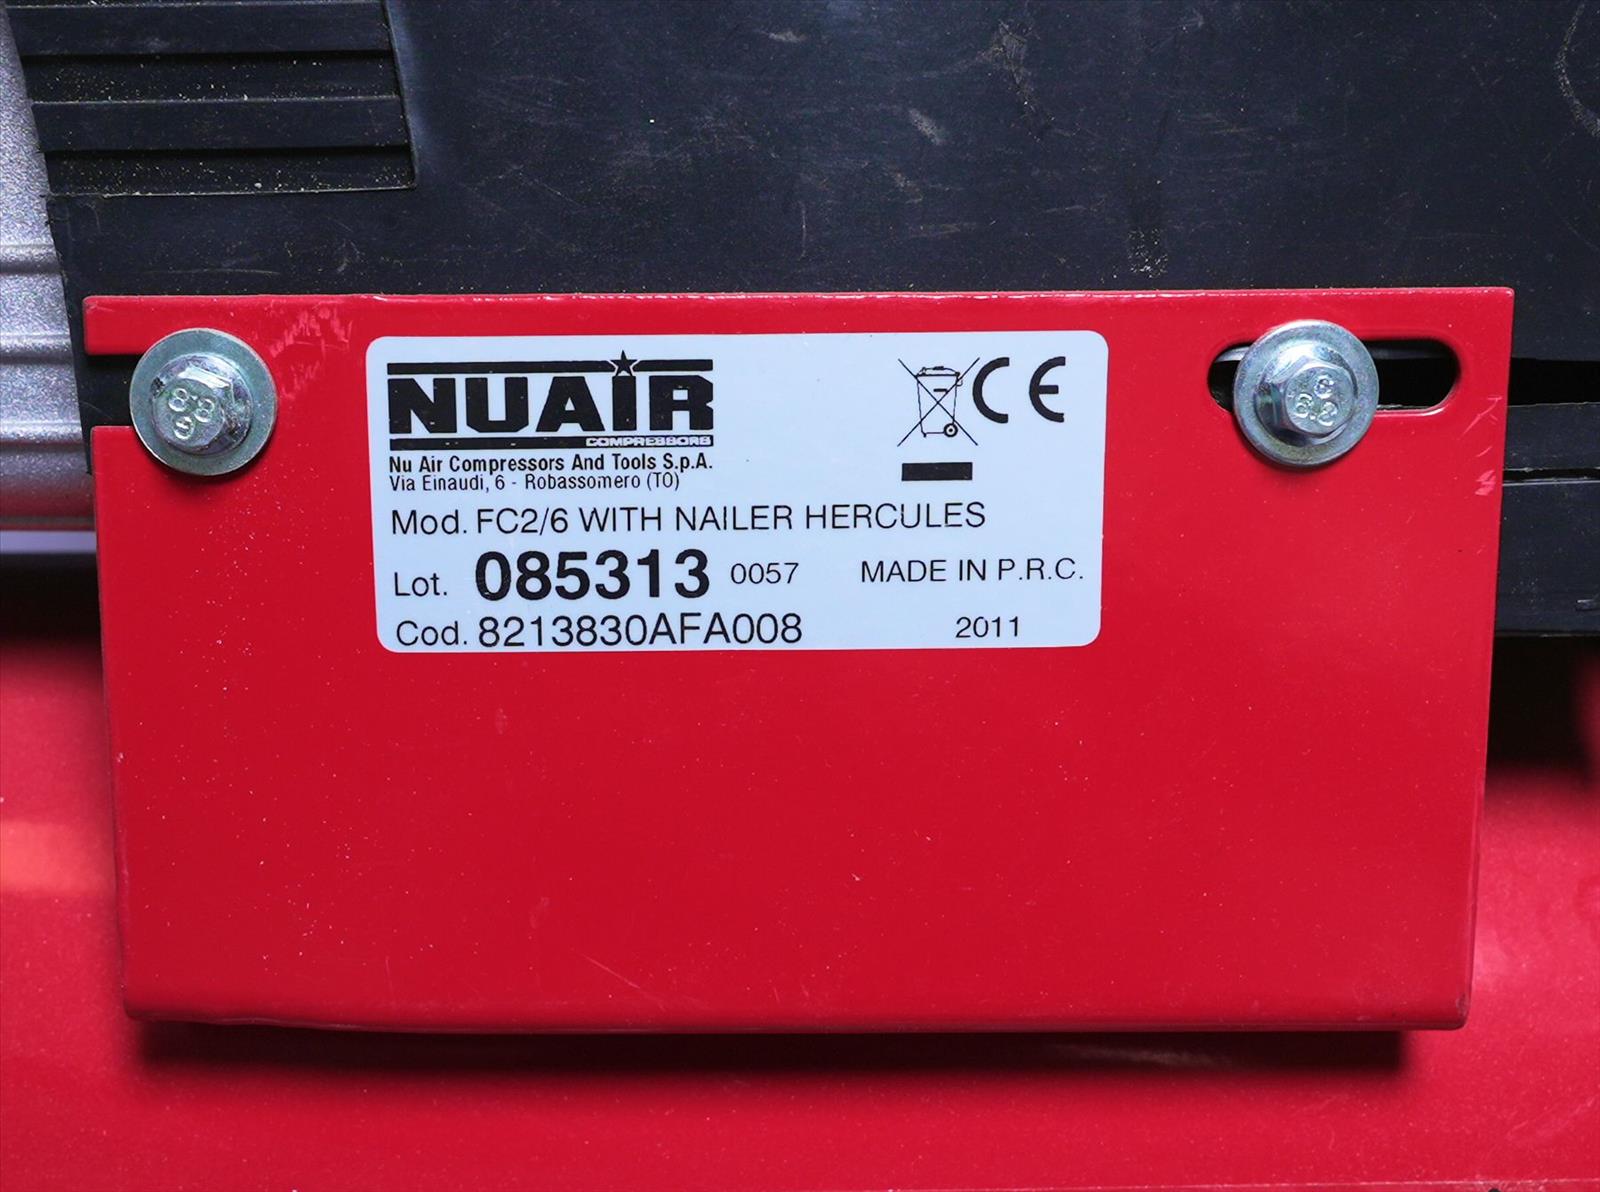 NUAIR
COMPRESSORS
Nu Air Compressors And Tools S.p.A.
Via Einaudi, 6 - Robassomero (TO)
CE
Mod. FC2/6 WITH NAILER HERCULES
Lot. 085313 0057 MADE IN P.R.C.
Cod. 8213830AFA008 2011
8.8
8.8